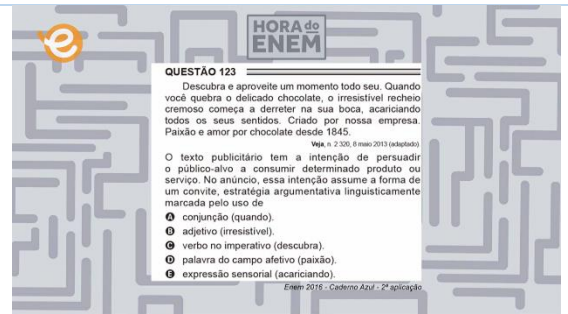 e
HORA do
ENEM
QUESTÃO 123
Descubra e aproveite um momento todo seu. Quando
você quebra o delicado chocolate, o irresistível recheio
cremoso começa a derreter na sua boca, acariciando
todos os seus sentidos. Criado por nossa empresa.
Paixão e amor por chocolate desde 1845.
Veja, n. 2 320, 8 maio 2013 (adaptado).
O texto publicitário tem a intenção de persuadir
o público-alvo a consumir determinado produto ou
serviço. No anúncio, essa intenção assume a forma de
um convite, estratégia argumentativa linguisticamente
marcada pelo uso de
A conjunção (quando).
B adjetivo (irresistível).
C verbo no imperativo (descubra).
D palavra do campo afetivo (paixão).
E expressão sensorial (acariciando).
Enem 2016 - Caderno Azul - 2ª aplicação